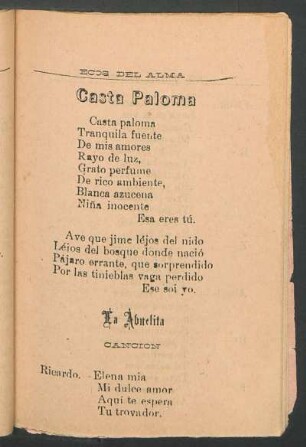 ECOS DEL ALMA
Casta Paloma
Casta paloma
Tranquila fuente
De mis amores
Rayo de luz,
Grato perfume
De rico ambiente,
Blanca azucena
Niña inocente
Esa eres tú.
Ave que jime léjos del nido
Léjos del bosque donde nació
Pájaro errante, que sorprendido
Por las tinieblas vaga perdido
Ese soi yo.
La Abuelita
CANCION
Ricardo. -Elena mia
Mi dulce amor
Aquí te espera
Tu trovador.